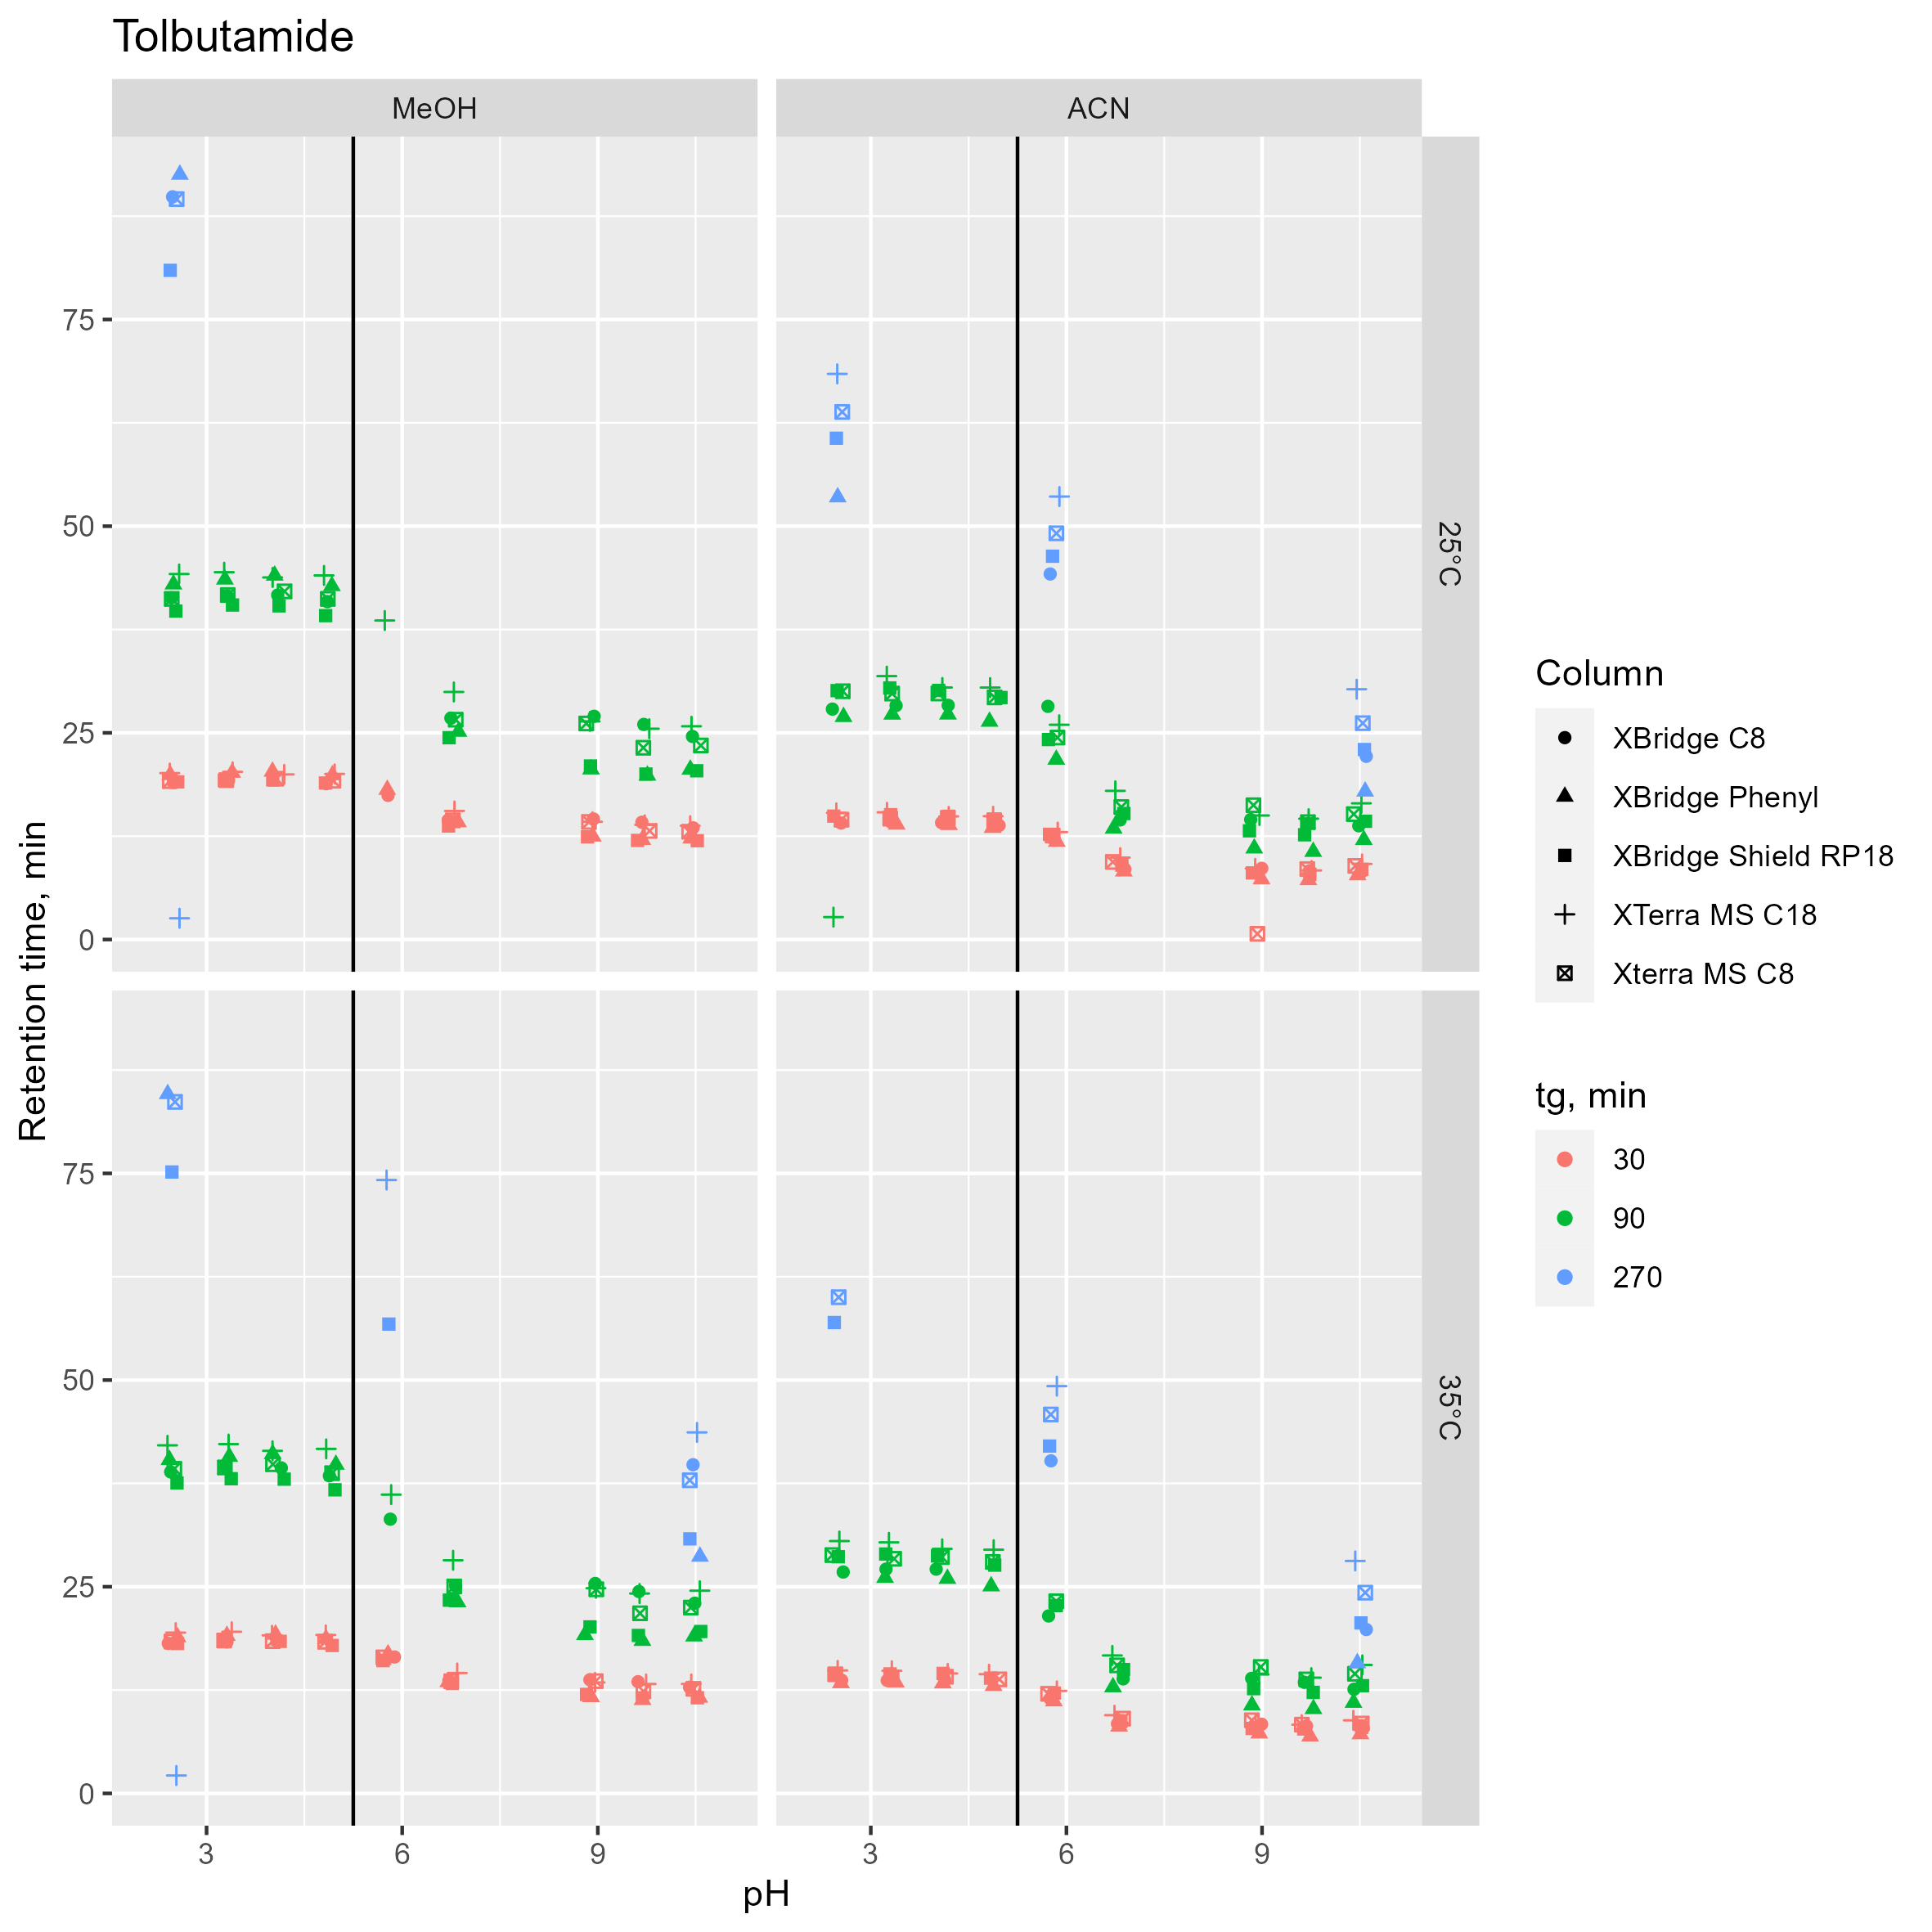 Tolbutamide
MeOH
ACN
75
50
25
0
25°C
75
50
25
0
35°C
3
6
9
3
6
9
pH
Retention time, min
Column
XBridge C8
XBridge Phenyl
XBridge Shield RP18
XTerra MS C18
Xterra MS C8
tg, min
30
90
270